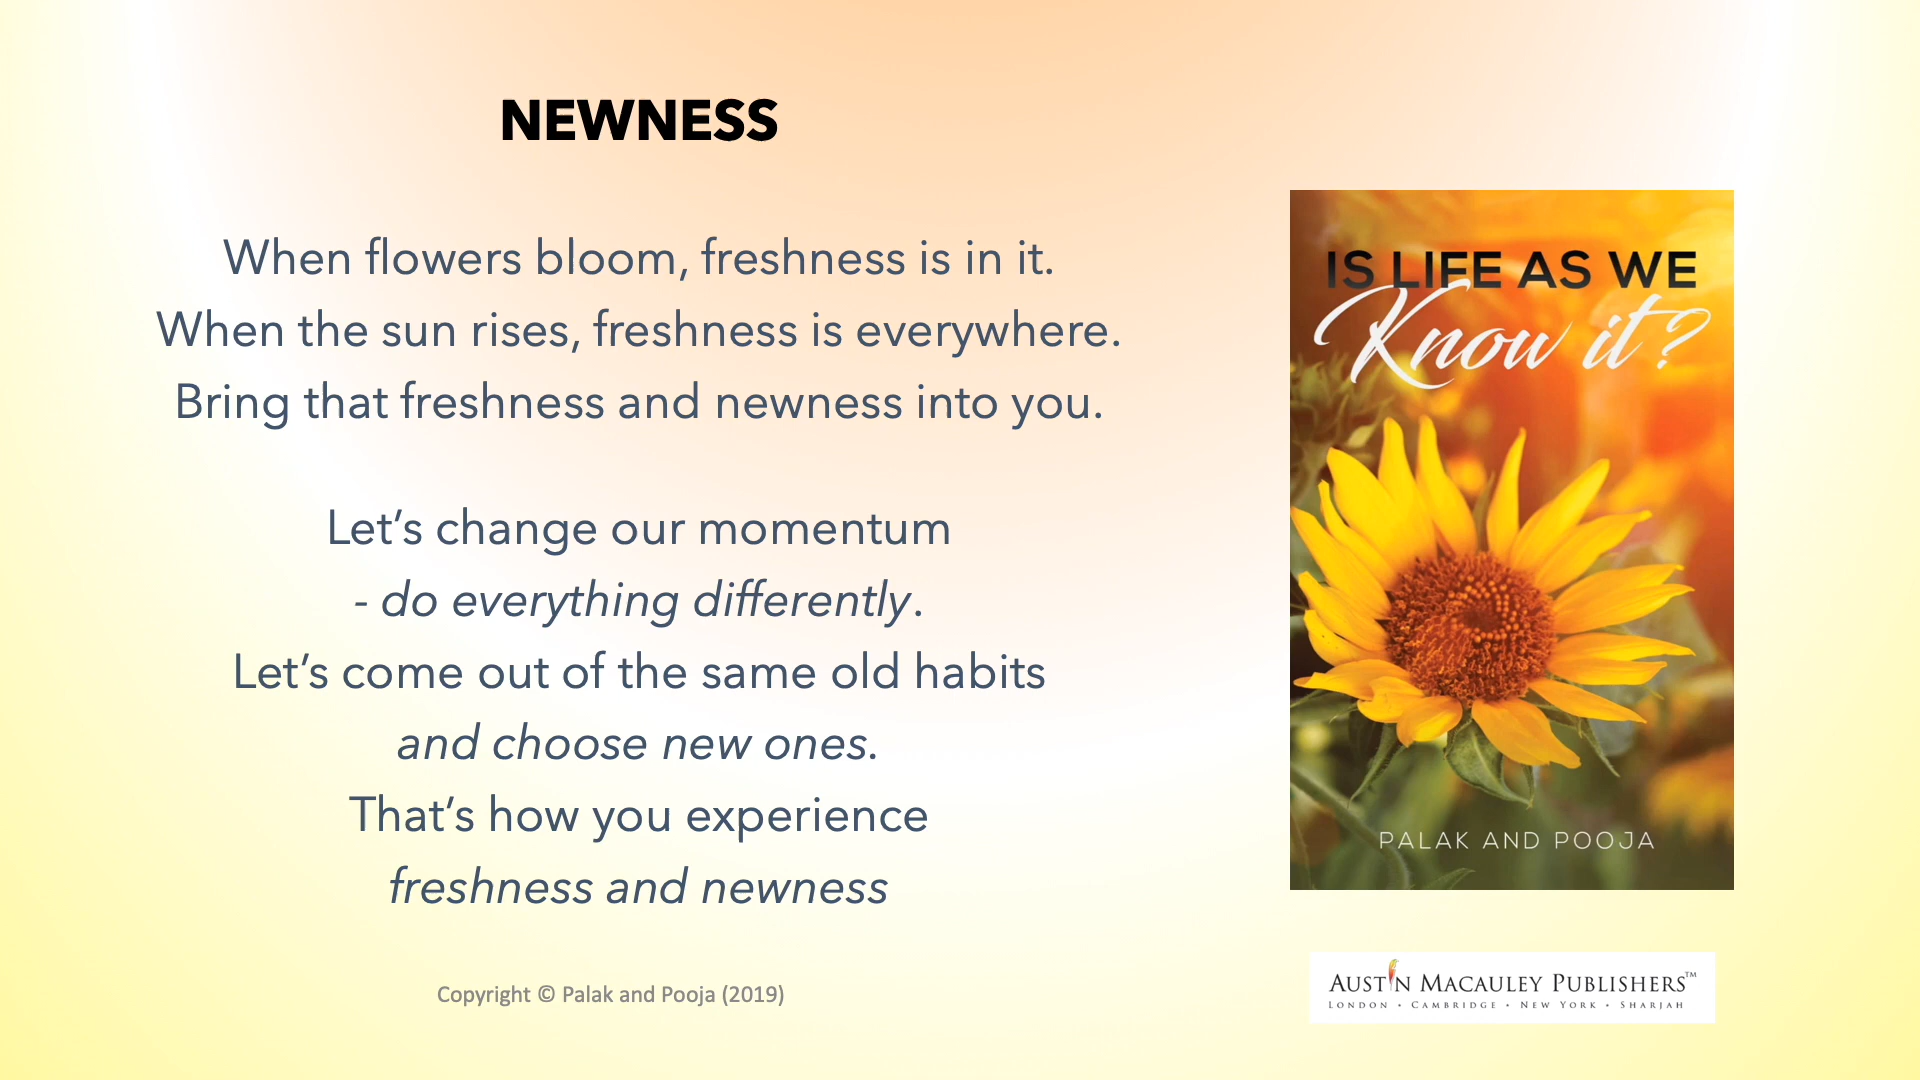 NEWNESS
When flowers bloom, freshness is in it.
When the sun rises, freshness is everywhere.
Bring that freshness and newness into you.
Let’s change our momentum
- do everything differently.
Let’s come out of the same old habits
and choose new ones.
That’s how you experience
freshness and newness
Copyright © Palak and Pooja (2019)
IS LIFE AS WE
Know it?
PALAK AND POOJA
AUSTIN MACAULEY PUBLISHERS™
LONDON • CAMBRIDGE • NEW YORK • SHARJAH